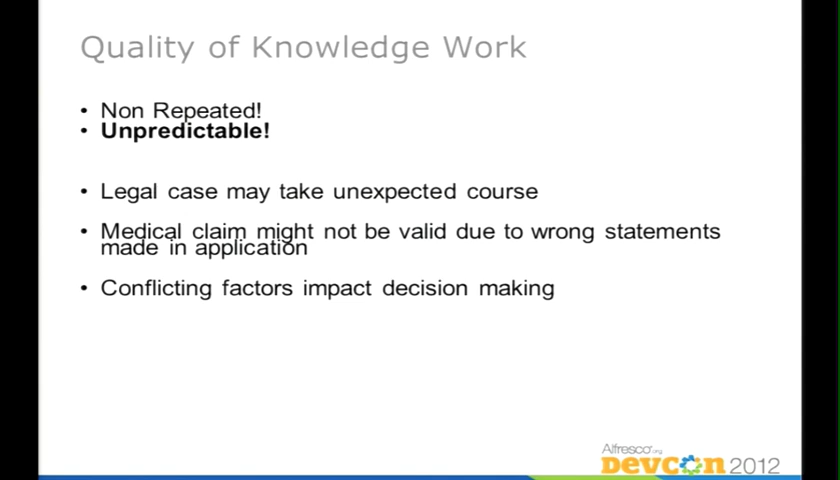 Quality of Knowledge Work
• Non Repeated!
• Unpredictable!
• Legal case may take unexpected course
• Medical claim might not be valid due to wrong statements
made in application
• Conflicting factors impact decision making
Alfresco.org
DevCon 2012